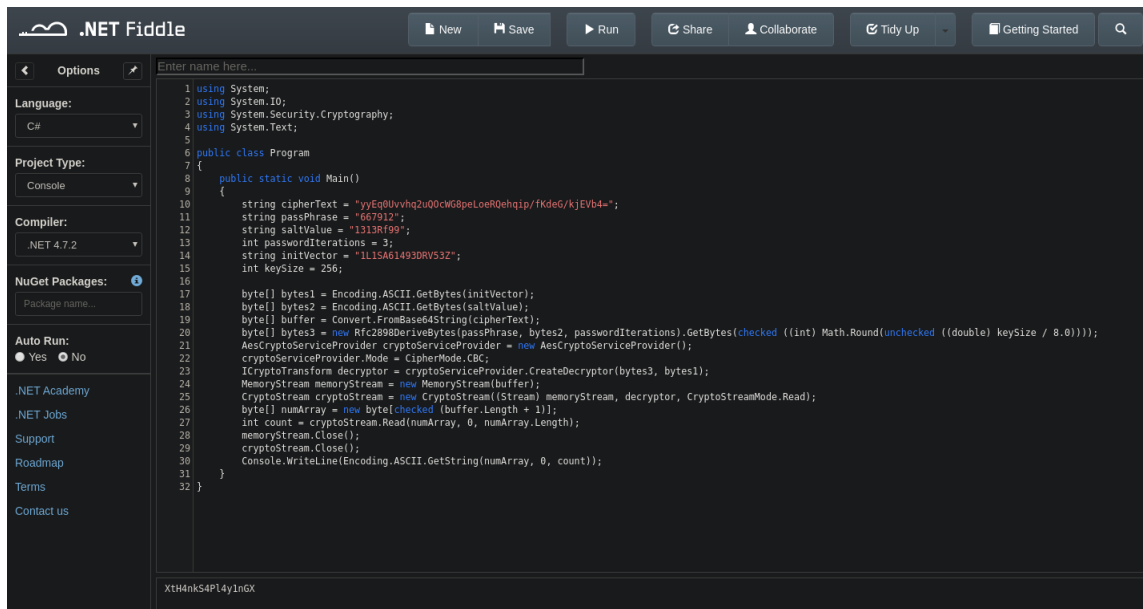 .NET Fiddle
New
Save
Run
Share
Collaborate
Tidy Up
Getting Started
Options
Enter name here...
Language:
C#
Project Type:
Console
Compiler:
.NET 4.7.2
NuGet Packages:
Package name...
Auto Run:
Yes No
.NET Academy
.NET Jobs
Support
Roadmap
Terms
Contact us
1 using System;
2 using System.IO;
3 using System.Security.Cryptography;
4 using System.Text;
5
6 public class Program
7 {
8 public static void Main()
9 {
10 string cipherText = "yyEq0Uvvhq2uQOcWG8peLoeRQehqip/fKdeG/kjEVb4=";
11 string passPhrase = "667912";
12 string saltValue = "1313Rf99";
13 int passwordIterations = 3;
14 string initVector = "1L1SA61493DRV53Z";
15 int keySize = 256;
16
17 byte[] bytes1 = Encoding.ASCII.GetBytes(initVector);
18 byte[] bytes2 = Encoding.ASCII.GetBytes(saltValue);
19 byte[] buffer = Convert.FromBase64String(cipherText);
20 byte[] bytes3 = new Rfc2898DeriveBytes(passPhrase, bytes2, passwordIterations).GetBytes(checked ((int) Math.Round(unchecked ((double) keySize / 8.0))));
21 AesCryptoServiceProvider cryptoServiceProvider = new AesCryptoServiceProvider();
22 cryptoServiceProvider.Mode = CipherMode.CBC;
23 ICryptoTransform decryptor = cryptoServiceProvider.CreateDecryptor(bytes3, bytes1);
24 MemoryStream memoryStream = new MemoryStream(buffer);
25 CryptoStream cryptoStream = new CryptoStream((Stream) memoryStream, decryptor, CryptoStreamMode.Read);
26 byte[] numArray = new byte[checked (buffer.Length + 1)];
27 int count = cryptoStream.Read(numArray, 0, numArray.Length);
28 memoryStream.Close();
29 cryptoStream.Close();
30 Console.WriteLine(Encoding.ASCII.GetString(numArray, 0, count));
31 }
32 }
XtH4nkS4Pl4y1nGX